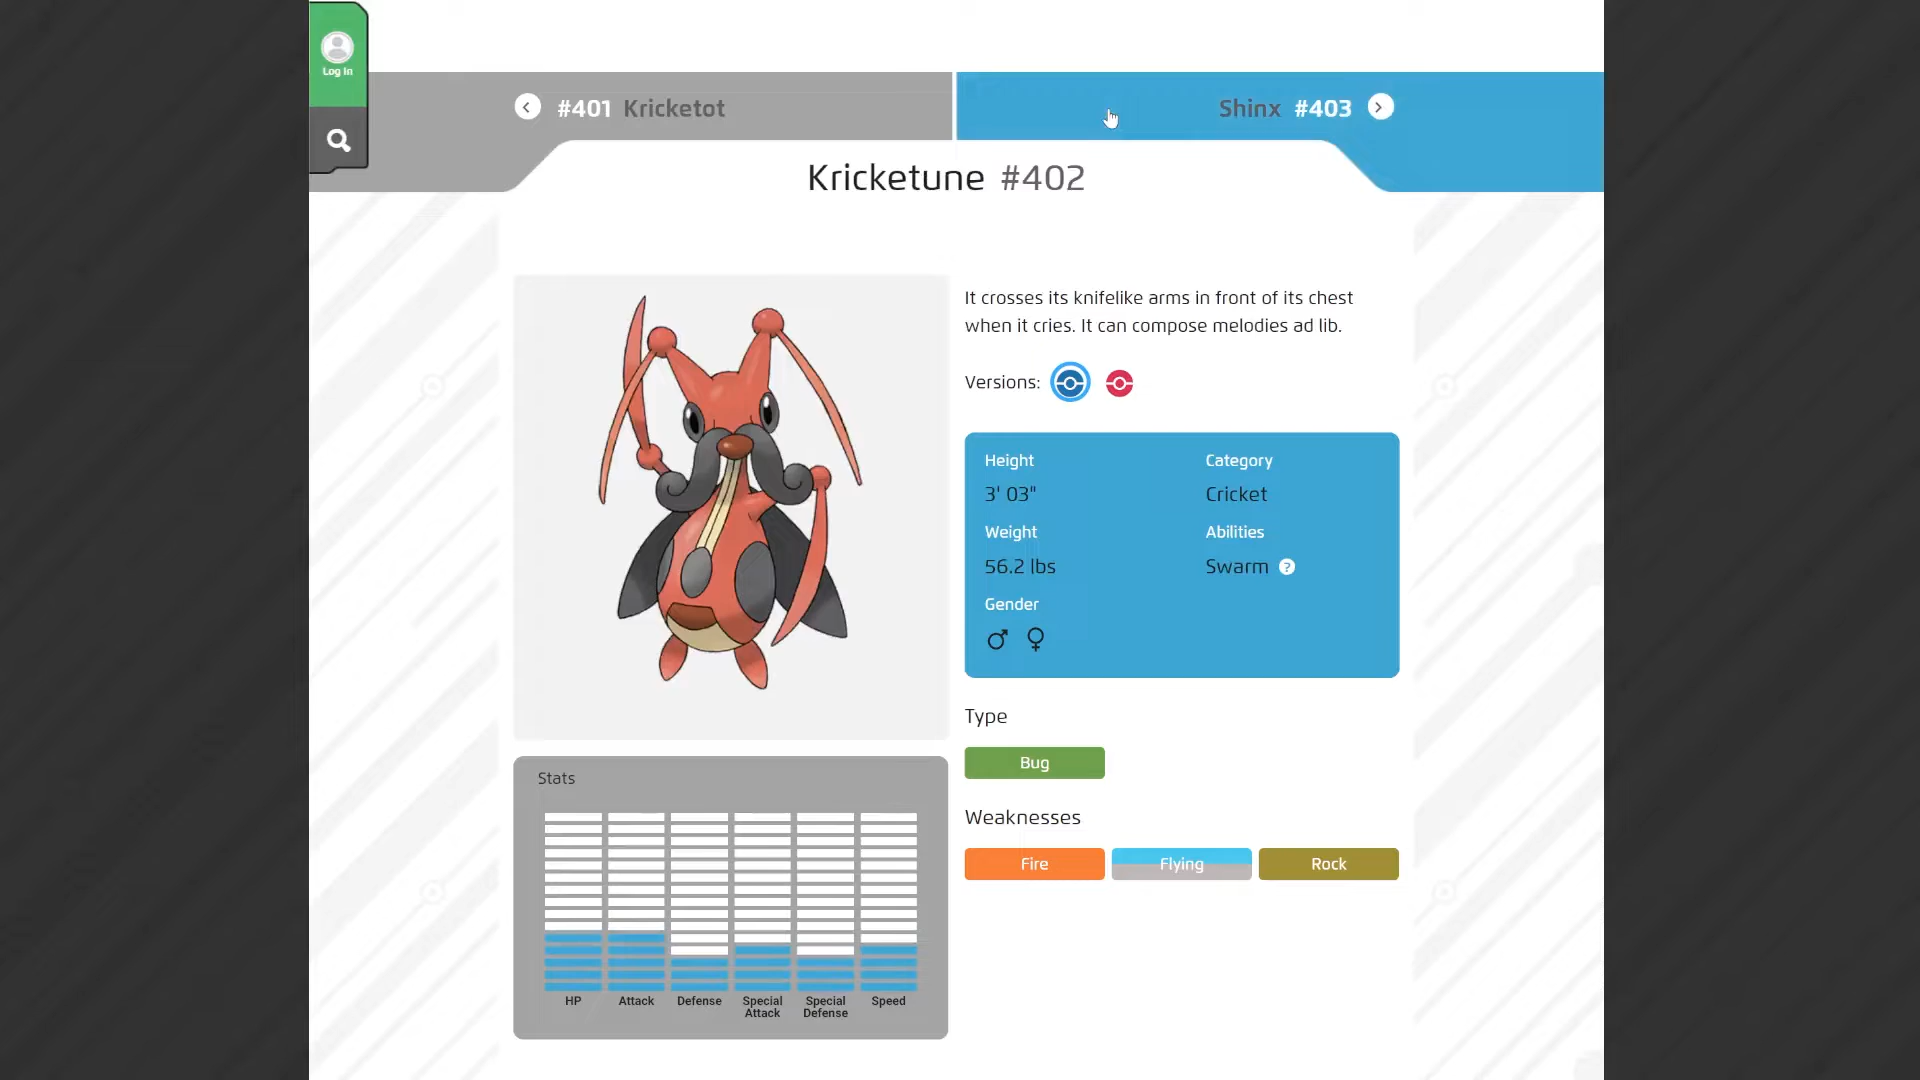 Log In
#401 Kricketot
Shinx #403
Kricketune #402
It crosses its knifelike arms in front of its chest
when it cries. It can compose melodies ad lib.
Versions:
Height
3' 03"
Weight
56.2 lbs
Gender
Category
Cricket
Abilities
Swarm ?
Type
Bug
Weaknesses
Fire
Flying
Rock
Stats
HP
Attack
Defense
Special
Attack
Special
Defense
Speed